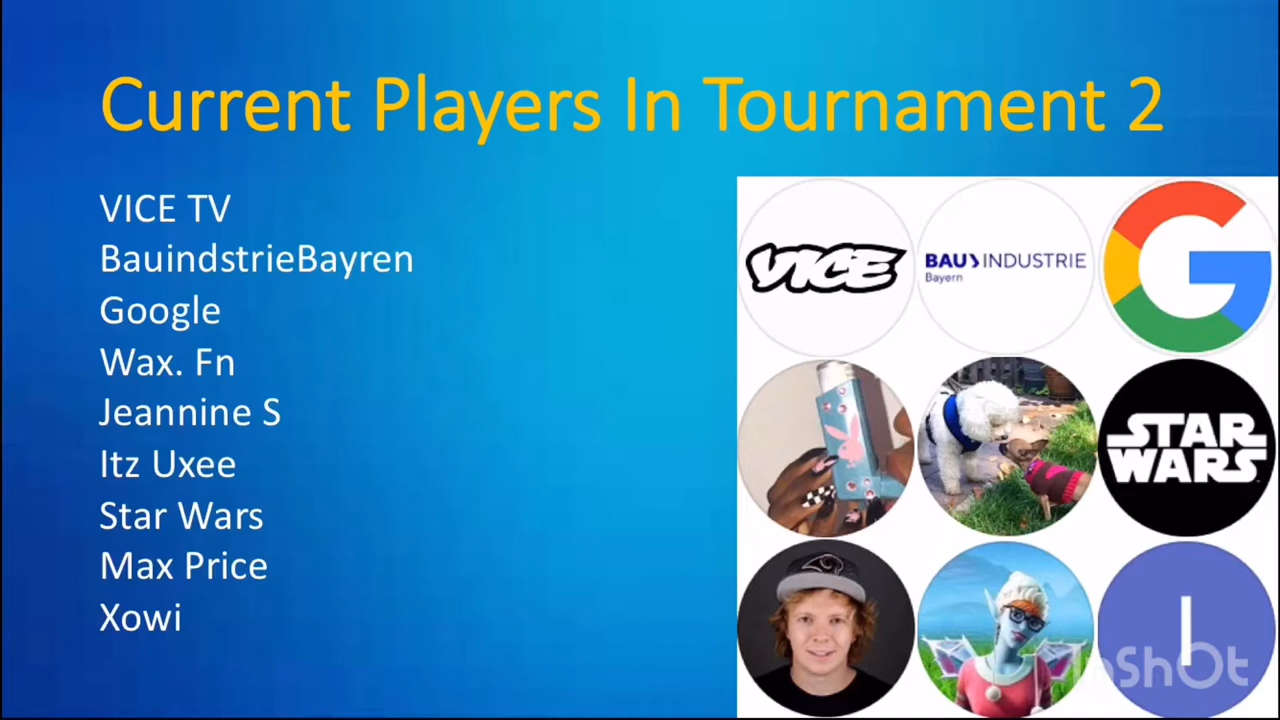 Current Players In Tournament 2
VICE TV
BauindstrieBayren
Google
Wax. Fn
Jeannine S
Itz Uxee
Star Wars
Max Price
Xowi
VICE
BAU INDUSTRIE
Bayern
G
STAR
WARS
I
InShOt